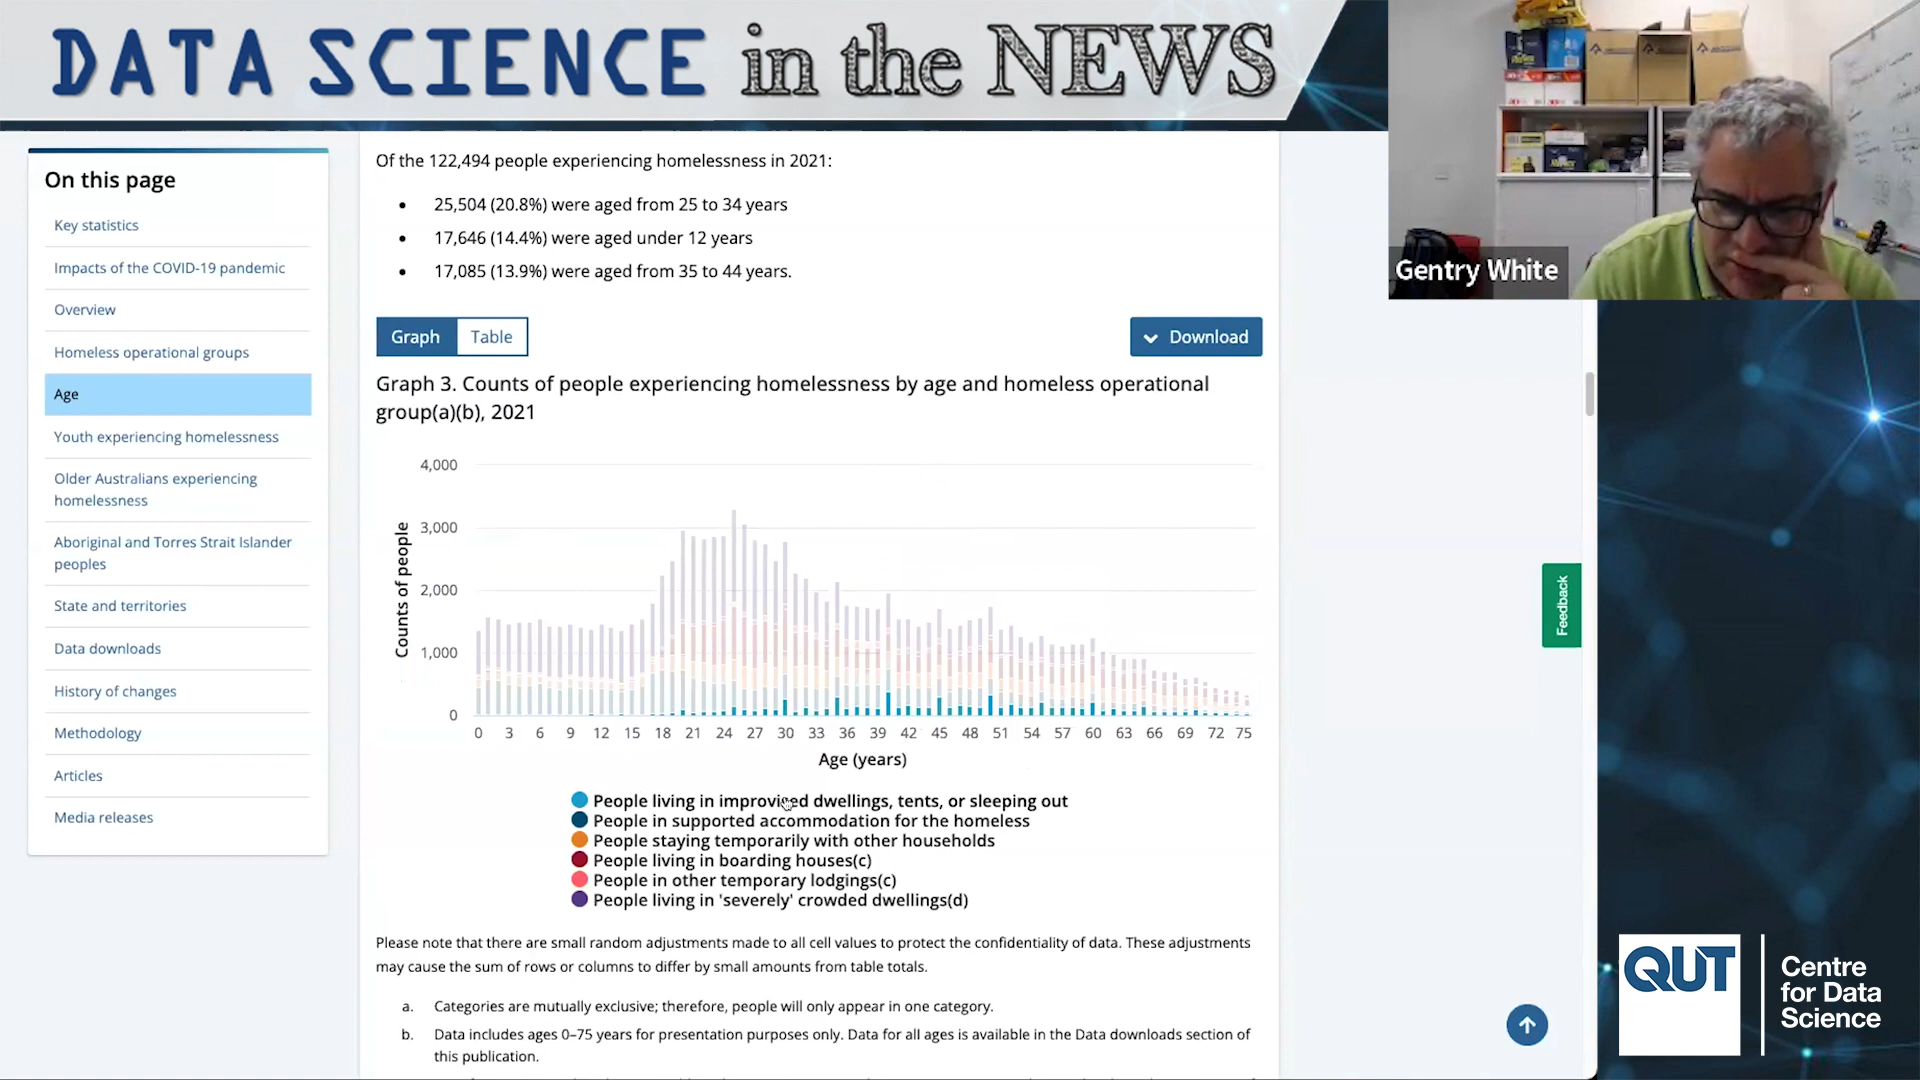 DATA SCIENCE in the NEWS
Gentry White
On this page
Key statistics
Impacts of the COVID-19 pandemic
Overview
Homeless operational groups
Age
Youth experiencing homelessness
Older Australians experiencing
homelessness
Aboriginal and Torres Strait Islander
peoples
State and territories
Data downloads
History of changes
Methodology
Articles
Media releases
Of the 122,494 people experiencing homelessness in 2021:
• 25,504 (20.8%) were aged from 25 to 34 years
• 17,646 (14.4%) were aged under 12 years
• 17,085 (13.9%) were aged from 35 to 44 years.
Graph Table Download
Graph 3. Counts of people experiencing homelessness by age and homeless operational
group(a)(b), 2021
4,000
3,000
2,000
1,000
0
Counts of people
0 3 6 9 12 15 18 21 24 27 30 33 36 39 42 45 48 51 54 57 60 63 66 69 72 75
Age (years)
People living in improvised dwellings, tents, or sleeping out
People in supported accommodation for the homeless
People staying temporarily with other households
People living in boarding houses(c)
People in other temporary lodgings(c)
People living in 'severely' crowded dwellings(d)
Please note that there are small random adjustments made to all cell values to protect the confidentiality of data. These adjustments
may cause the sum of rows or columns to differ by small amounts from table totals.
a. Categories are mutually exclusive; therefore, people will only appear in one category.
b. Data includes ages 0–75 years for presentation purposes only. Data for all ages is available in the Data downloads section of
this publication.
Feedback
QUT
Centre
for Data
Science